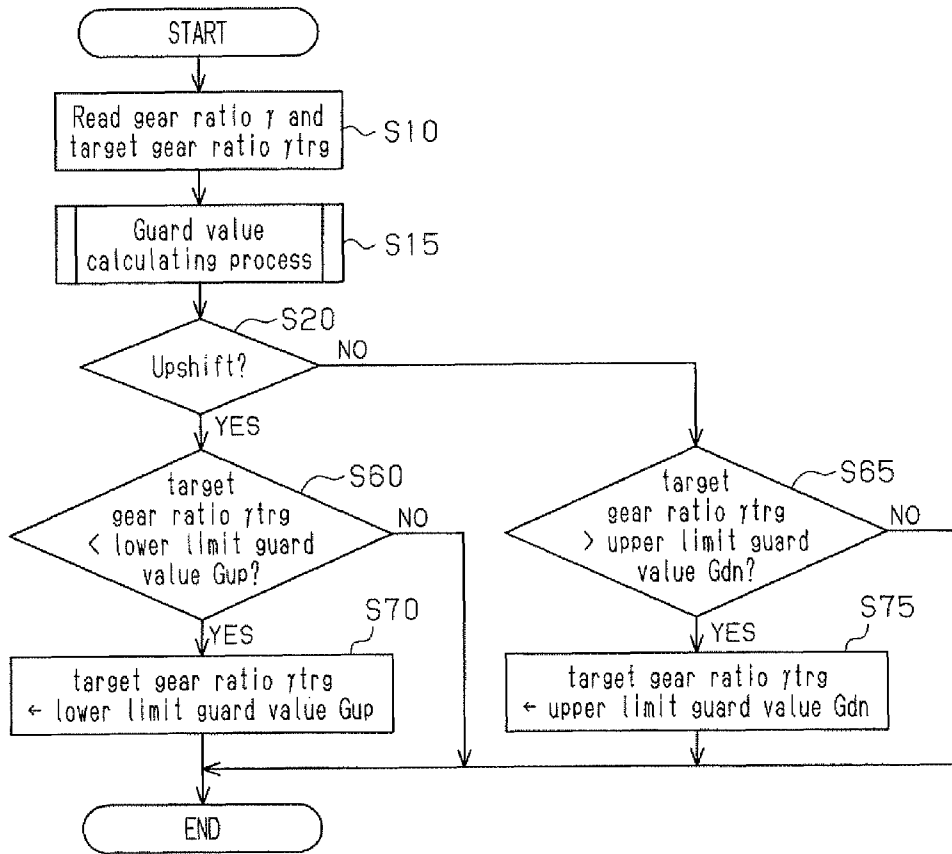 START
Read gear ratio γ and
target gear ratio γtrg
S10
Guard value
calculating process
S15
S20
Upshift?
NO
YES
S60
target
gear ratio γtrg
< lower limit guard
value Gup?
NO
YES
S65
target
gear ratio γtrg
> upper limit guard
value Gdn?
NO
YES
S70
target gear ratio γtrg
← lower limit guard value Gup
S75
target gear ratio γtrg
← upper limit guard value Gdn
END